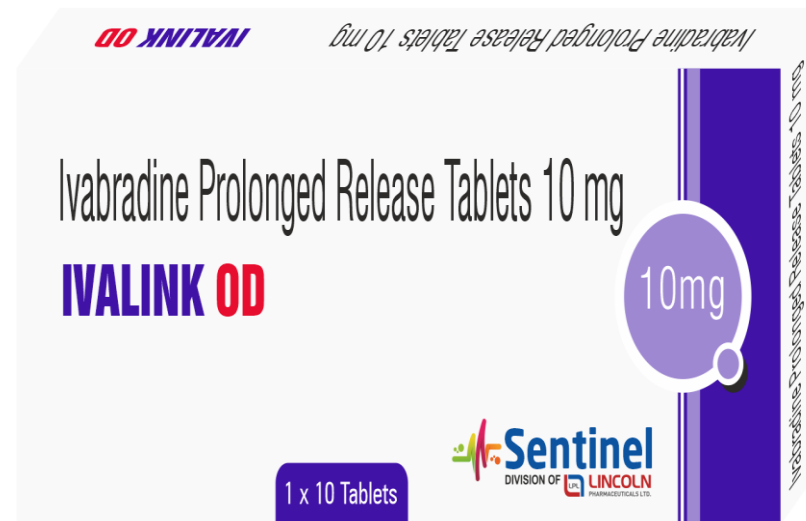 IVALINK OD
Ivabradine Prolonged Release Tablets 10 mg
Ivabradine Prolonged Release Tablets 10 mg
IVALINK OD
10mg
Sentinel
DIVISION OF LPL LINCOLN
PHARMACEUTICALS LTD.
1 x 10 Tablets
Ivabradine Prolonged Release Tablets 10 mg